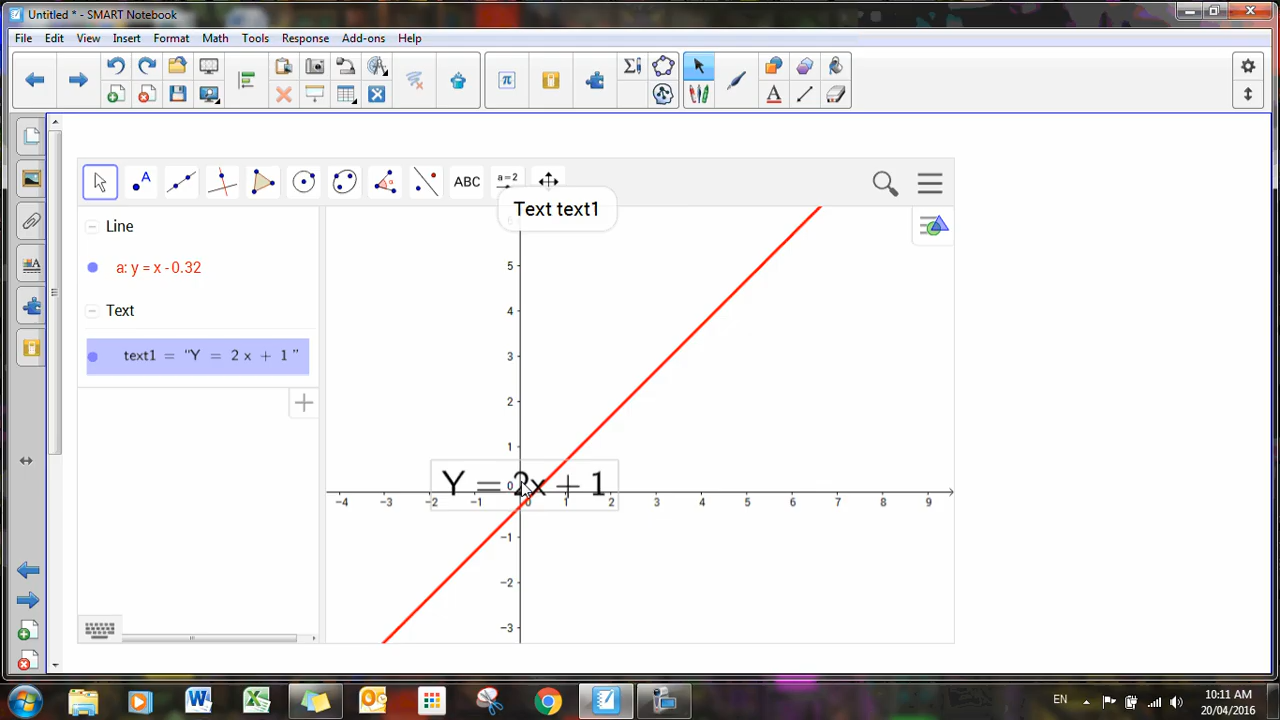 Untitled * - SMART Notebook
File Edit View Insert Format Math Tools Response Add-ons Help
A
ABC
a=2
Text text1
Line
a: y = x - 0.32
Text
text1 = "Y = 2 x + 1 "
5
4
3
2
1
Y = 2x + 1
0
-4 -3 -2 -1 0 1 2 3 4 5 6 7 8 9
-1
-2
-3
EN
10:11 AM
20/04/2016